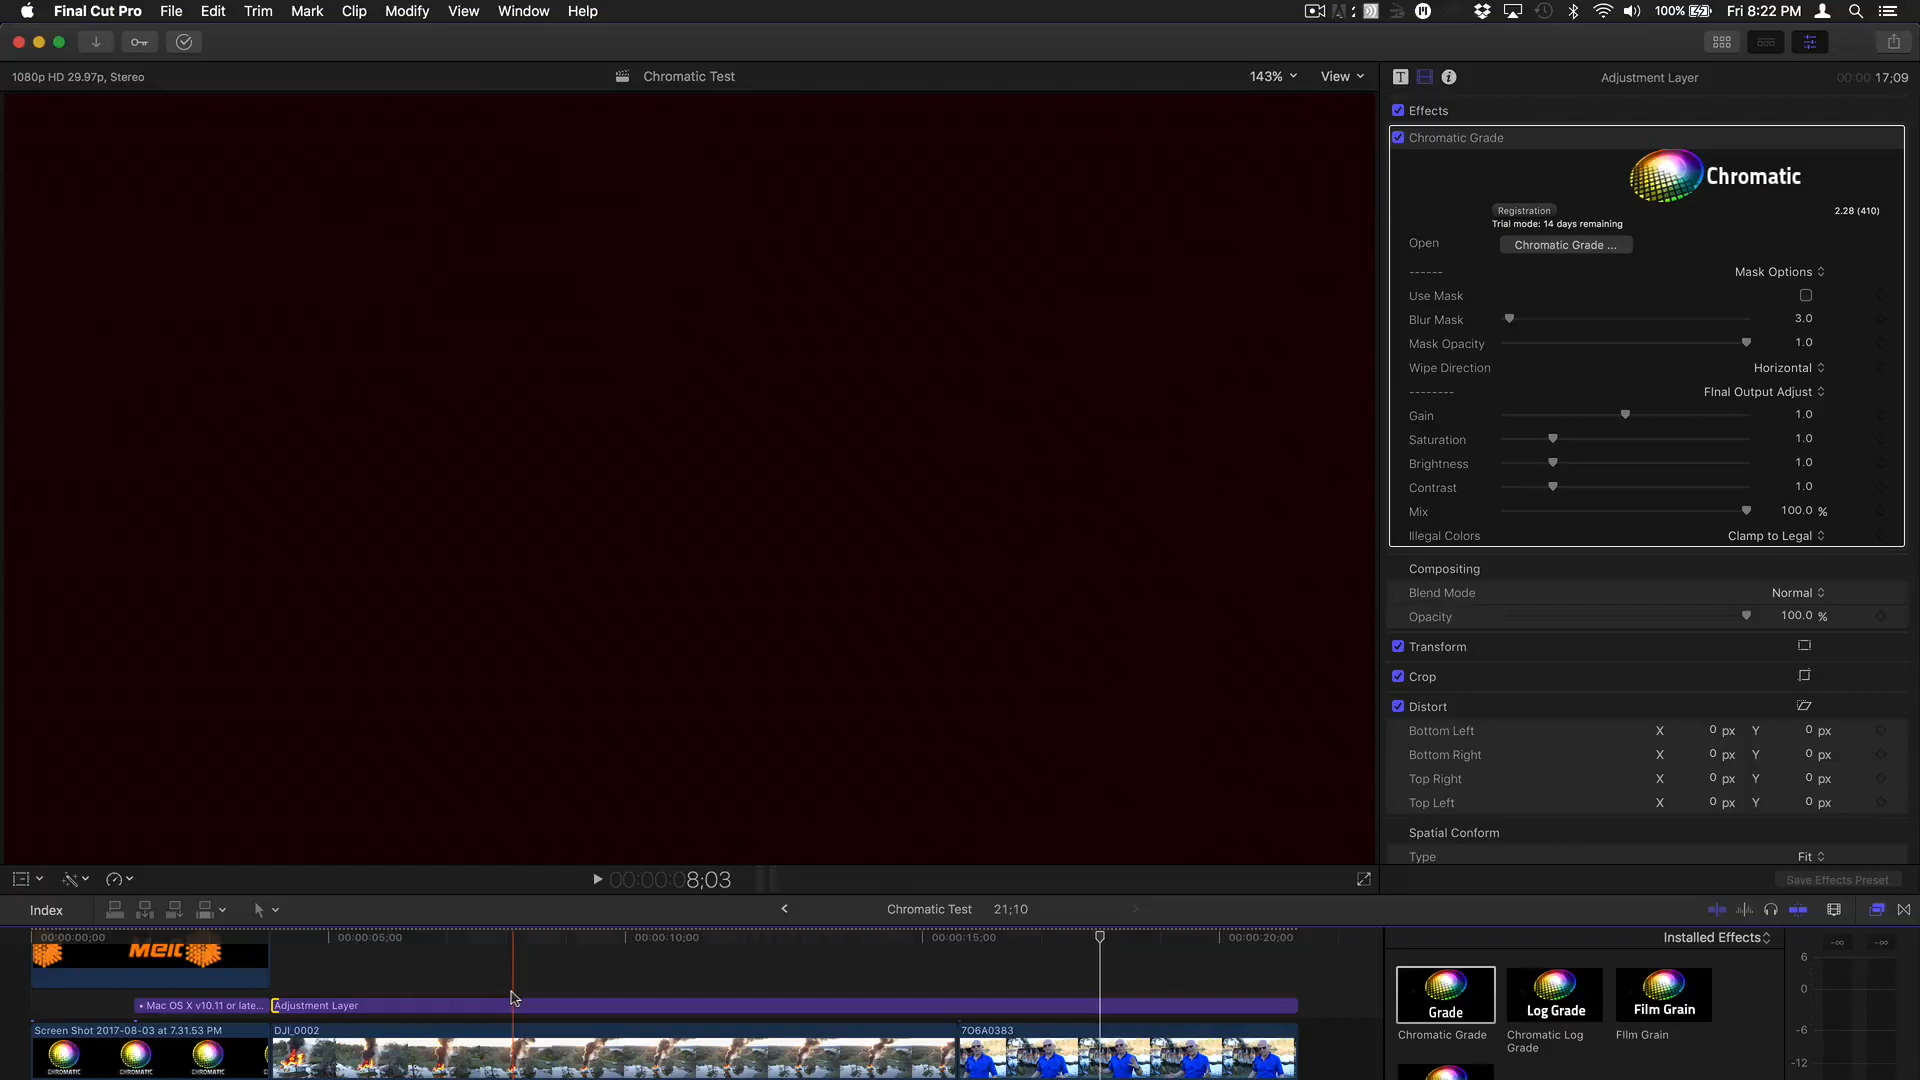 Final Cut Pro File Edit Trim Mark Clip Modify View Window Help 100% Fri 8:22 PM
1080p HD 29.97p, Stereo Chromatic Test 143% View
Adjustment Layer 00:00:17;09
Effects
Chromatic Grade
Chromatic
Registration 2.28 (410)
Trial mode: 14 days remaining
Open Chromatic Grade ...
------ Mask Options
Use Mask
Blur Mask 3.0
Mask Opacity 1.0
Wipe Direction Horizontal
-------- FInal Output Adjust
Gain 1.0
Saturation 1.0
Brightness 1.0
Contrast 1.0
Mix 100.0 %
Illegal Colors Clamp to Legal
Compositing
Blend Mode Normal
Opacity 100.0 %
Transform
Crop
Distort
Bottom Left X 0 px Y 0 px
Bottom Right X 0 px Y 0 px
Top Right X 0 px Y 0 px
Top Left X 0 px Y 0 px
Spatial Conform
Type Fit
00:00:08;03
Save Effects Preset
Index Chromatic Test 21;10
00:00:00;00 00:00:05;00 00:00:10;00 00:00:15;00 00:00:20;00
Installed Effects
-∞ -∞
6
0
-6
-12
Melt
• Mac OS X v10.11 or late... Adjustment Layer
Screen Shot 2017-08-03 at 7.31.53 PM DJI_0002 7O6A0383
CHROMATIC CHROMATIC CHROMATIC
Grade Log Grade Film Grain
Chromatic Grade Chromatic Log Grade FIlm Grain